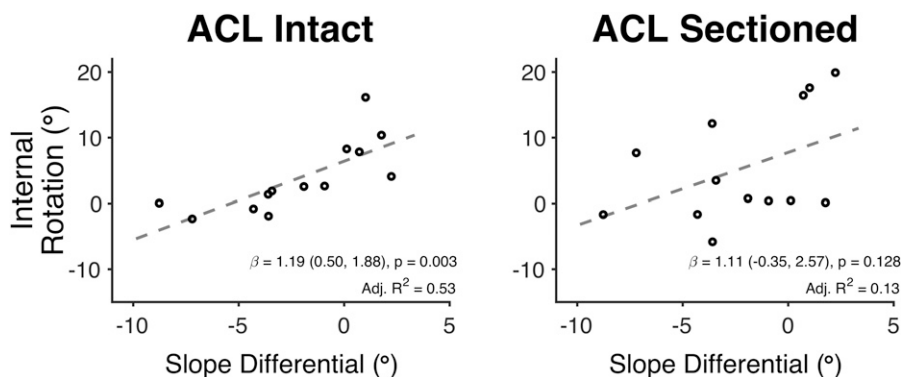 ACL Intact
Internal
Rotation (°)
20
10
0
-10
β = 1.19 (0.50, 1.88), p = 0.003
Adj. R² = 0.53
-10 -5 0 5
Slope Differential (°)
ACL Sectioned
20
10
0
-10
β = 1.11 (-0.35, 2.57), p = 0.128
Adj. R² = 0.13
-10 -5 0 5
Slope Differential (°)